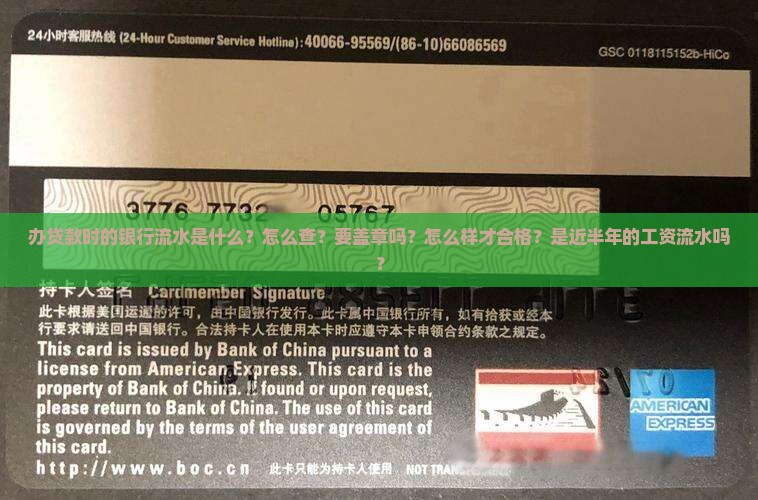 24小时客服热线 (24-Hour Customer Service Hotline):40066-95569/(86-10)66086569
GSC 0118115152b-HiCo
3776 7732 05767
办贷款时的银行流水是什么？怎么查？要盖章吗？怎么样才合格？是近半年的工资流水吗
？
持卡人签名 Cardmember Signature
此卡根据美国运通的许可，由中国银行发行。此卡属中国银行所有，如有拾获或经本
行要求请送回中国银行。合法持卡人在使用本卡时应遵守本卡申领合约条款之规定。
This card is issued by Bank of China pursuant to a
license from American Express. This card is the
property of Bank of China. If found or upon request,
please return to Bank of China. The use of this card
is governed by the terms of the user agreement of
this card.
AMERICAN
EXPRESS
http://www.boc.cn 此卡只能为持卡人使用 NOT